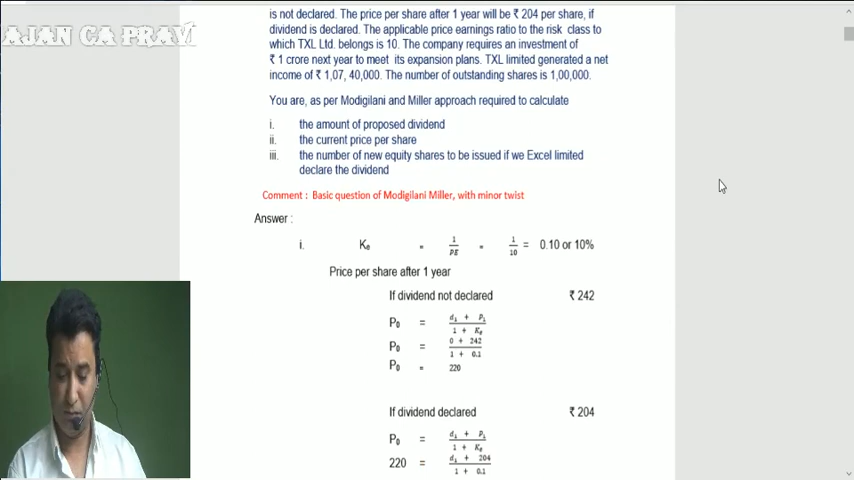 is not declared. The price per share after 1 year will be ₹ 204 per share, if
AJAN CA PRAVI
dividend is declared. The applicable price earnings ratio to the risk class to
which TXL Ltd. belongs is 10. The company requires an investment of
₹ 1 crore next year to meet its expansion plans. TXL limited generated a net
income of ₹ 1,07, 40,000. The number of outstanding shares is 1,00,000.
You are, as per Modigilani and Miller approach required to calculate
i. the amount of proposed dividend
ii. the current price per share
iii. the number of new equity shares to be issued if we Excel limited
declare the dividend
Comment : Basic question of Modigilani Miller, with minor twist
Answer :
i. Kₑ = 1/PE = 1/10 = 0.10 or 10%
Price per share after 1 year
If dividend not declared ₹ 242
P₀ = d₁ + P₁ / 1 + Kₑ
P₀ = 0 + 242 / 1 + 0.1
P₀ = 220
If dividend declared ₹ 204
P₀ = d₁ + P₁ / 1 + Kₑ
220 = d₁ + 204 / 1 + 0.1